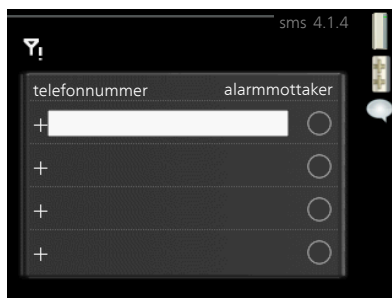 sms 4.1.4
telefonnummer alarmmottaker
+
+
+
+